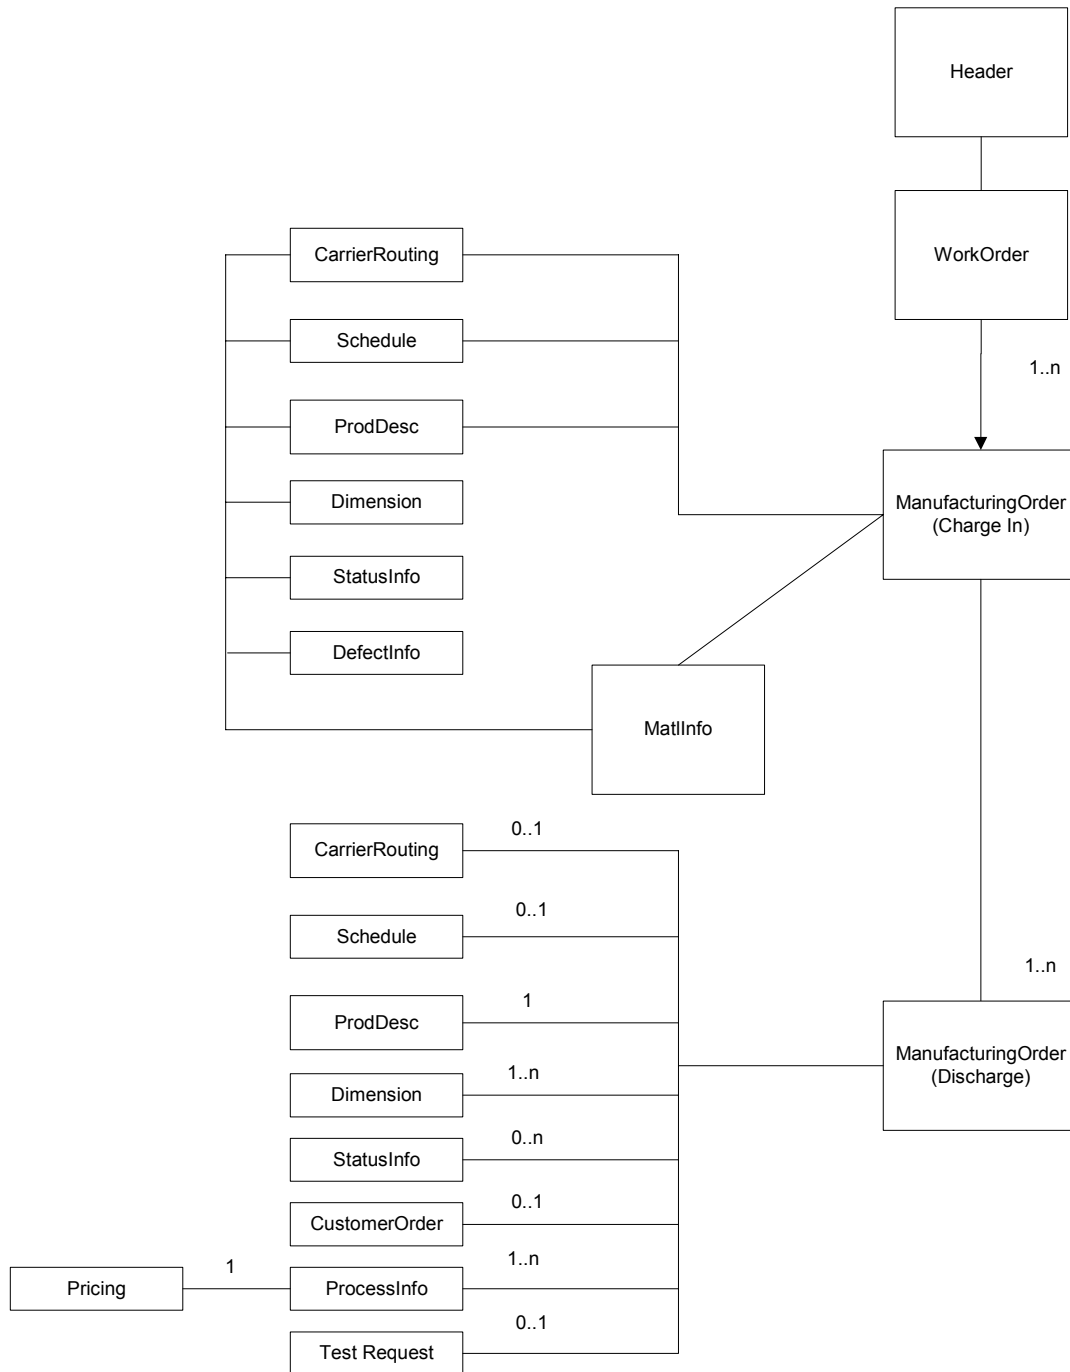 Header
WorkOrder
1..n
CarrierRouting
Schedule
ProdDesc
Dimension
StatusInfo
DefectInfo
ManufacturingOrder
(Charge In)
MatlInfo
CarrierRouting
0..1
Schedule
0..1
ProdDesc
1
Dimension
1..n
StatusInfo
0..n
CustomerOrder
0..1
Pricing
1
ProcessInfo
1..n
Test Request
0..1
1..n
ManufacturingOrder
(Discharge)